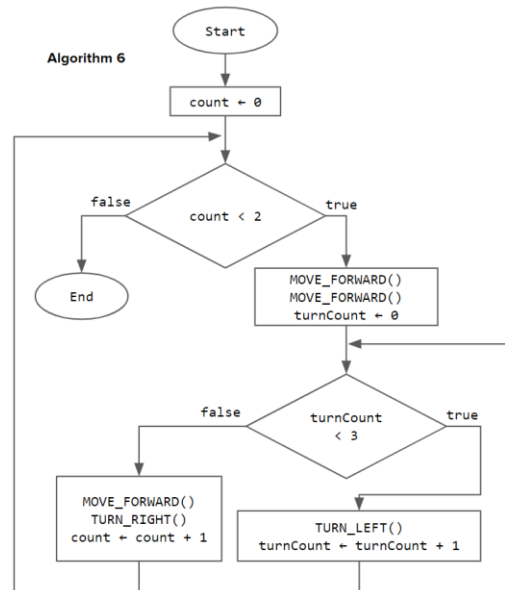 Start
Algorithm 6
count ← 0
false
true
count < 2
End
MOVE_FORWARD()
MOVE_FORWARD()
turnCount ← 0
false
true
turnCount
< 3
MOVE_FORWARD()
TURN_RIGHT()
count ← count + 1
TURN_LEFT()
turnCount ← turnCount + 1